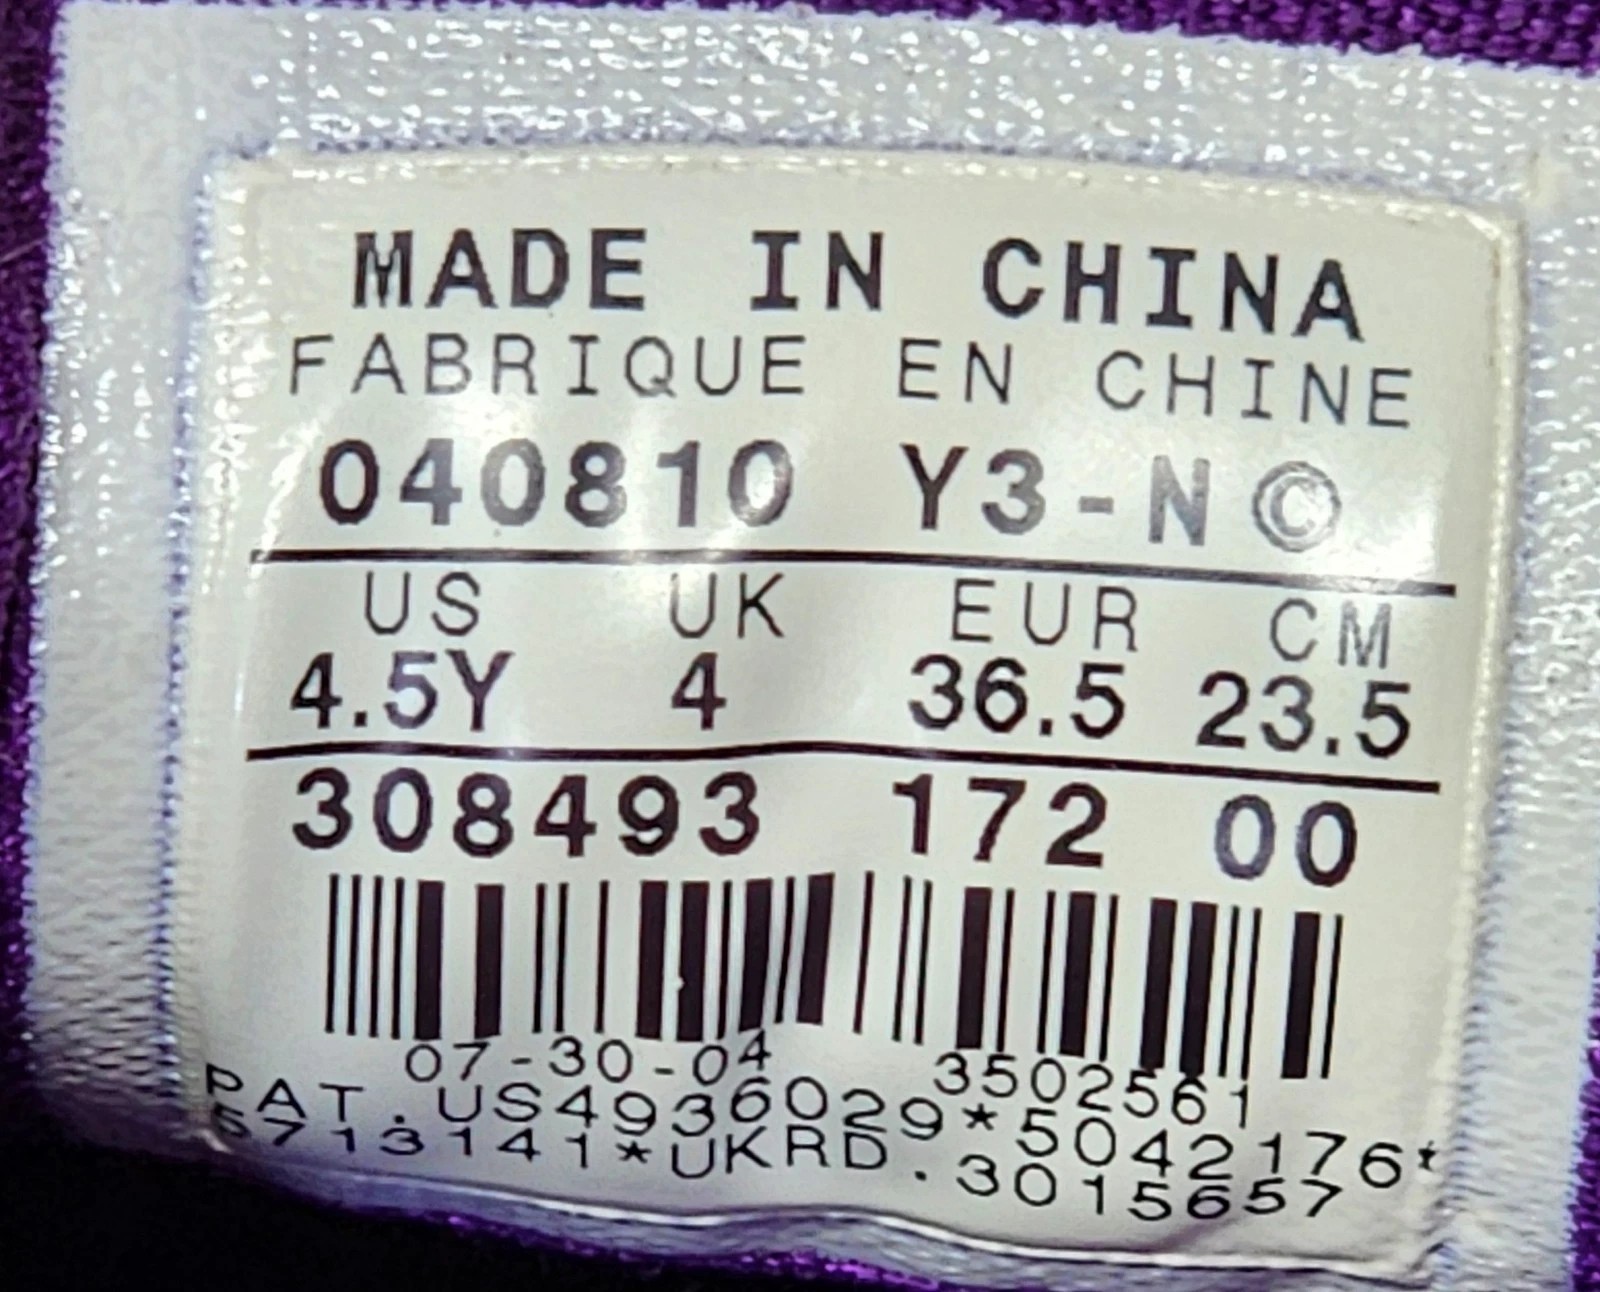 MADE IN CHINA
FABRIQUE EN CHINE
040810 Y3-N©
US UK EUR CM
4.5Y 4 36.5 23.5
308493 172 00
07-30-04 3502561
PAT.US4936029*5042176*
5713141*UKRD.3015657